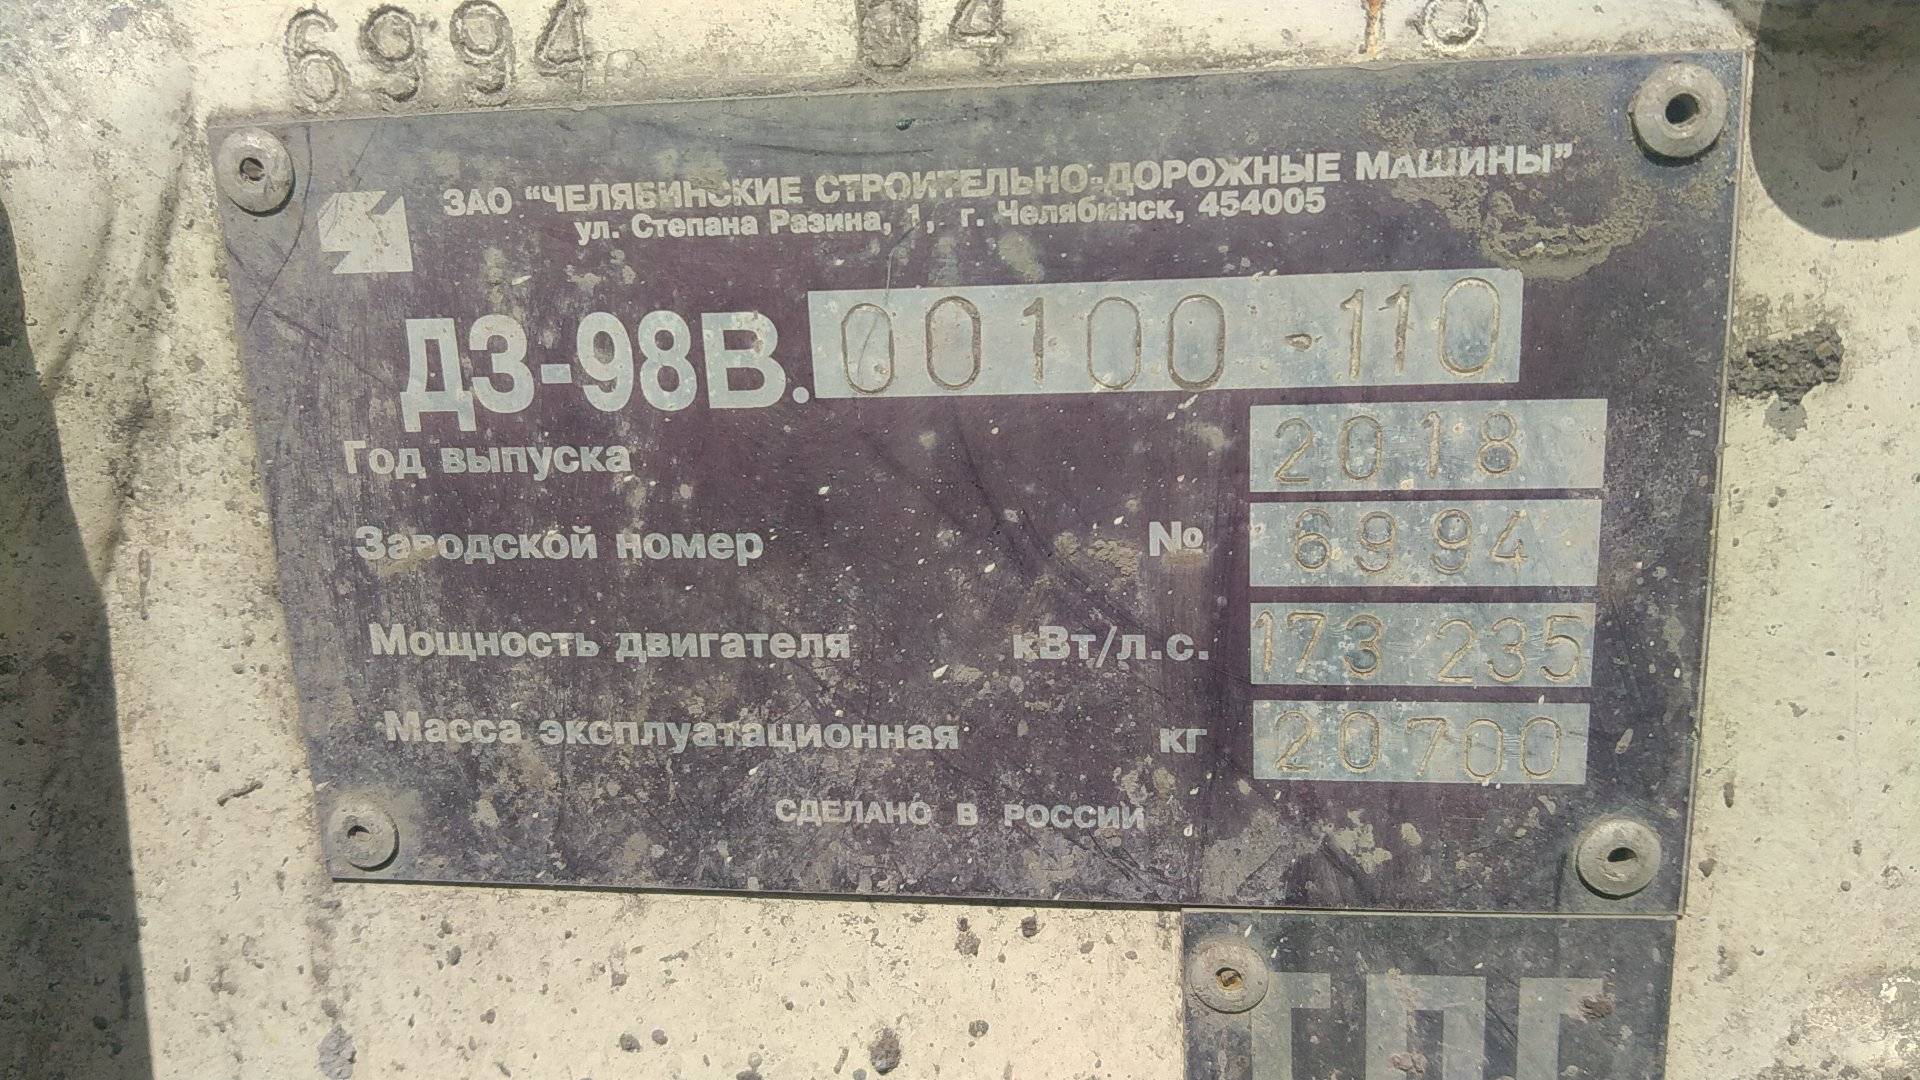 6994 04 18
ЗАО "ЧЕЛЯБИНСКИЕ СТРОИТЕЛЬНО-ДОРОЖНЫЕ МАШИНЫ"
ул. Степана Разина, 1, г. Челябинск, 454005
ДЗ-98В.00100-110
Год выпуска 2018
Заводской номер № 6994
Мощность двигателя кВт/л.с. 173 235
Масса эксплуатационная кг 20700
СДЕЛАНО В РОССИИ